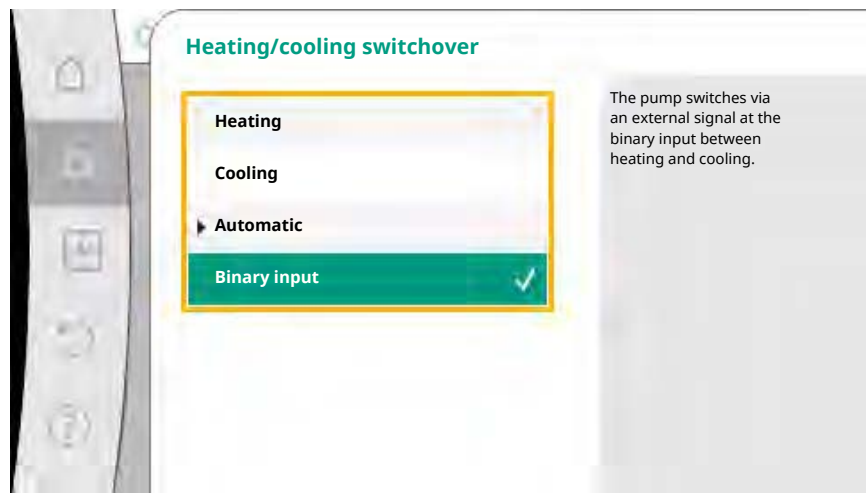 Heating/cooling switchover
Heating
Cooling
Automatic
Binary input
The pump switches via
an external signal at the
binary input between
heating and cooling.